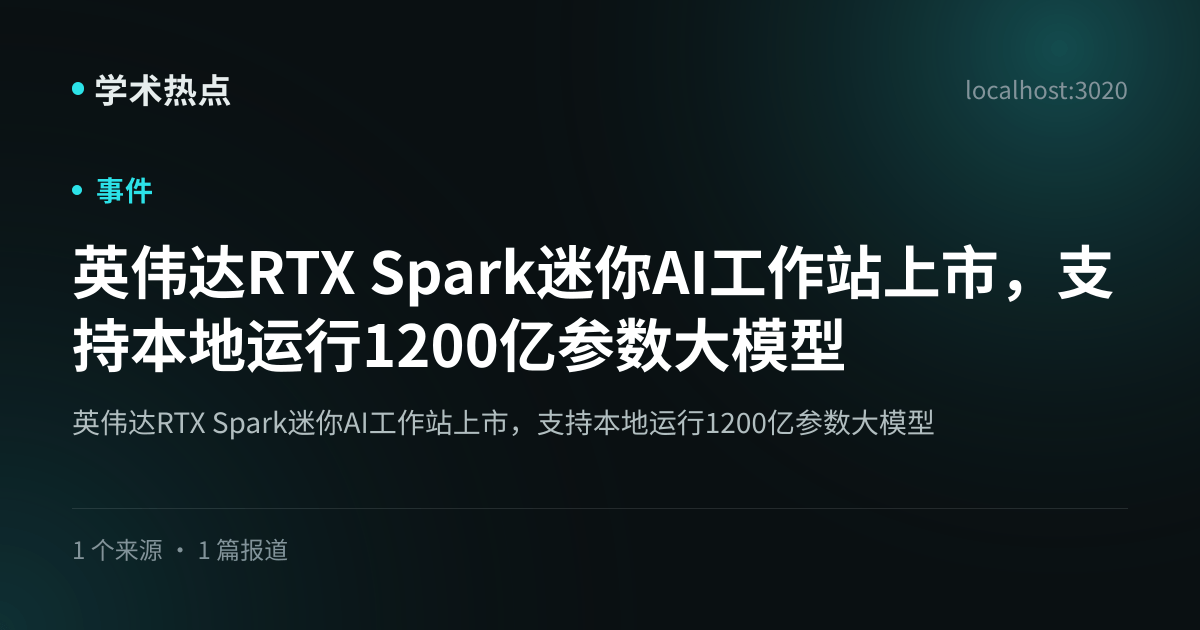 学术热点
localhost:3020
事件
英伟达RTX Spark迷你AI工作站上市，支
持本地运行1200亿参数大模型
英伟达RTX Spark迷你AI工作站上市，支持本地运行1200亿参数大模型
1 个来源 · 1 篇报道